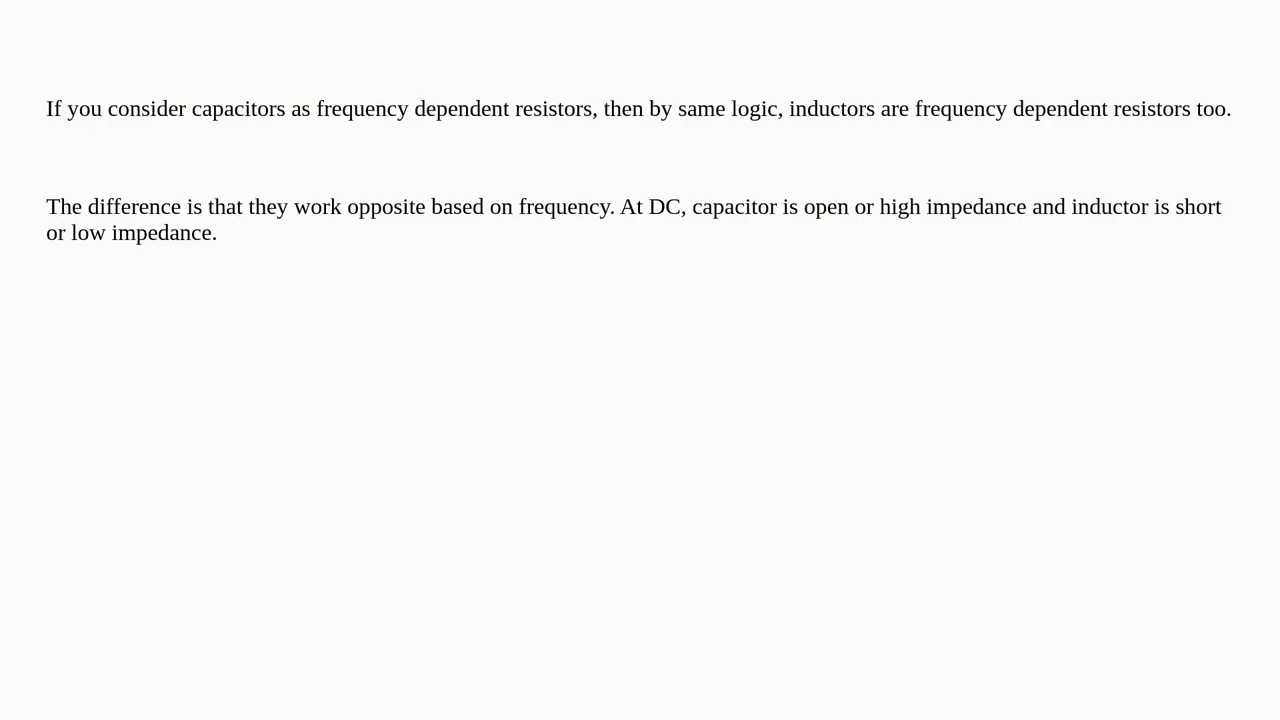 If you consider capacitors as frequency dependent resistors, then by same logic, inductors are frequency dependent resistors too.
The difference is that they work opposite based on frequency. At DC, capacitor is open or high impedance and inductor is short
or low impedance.